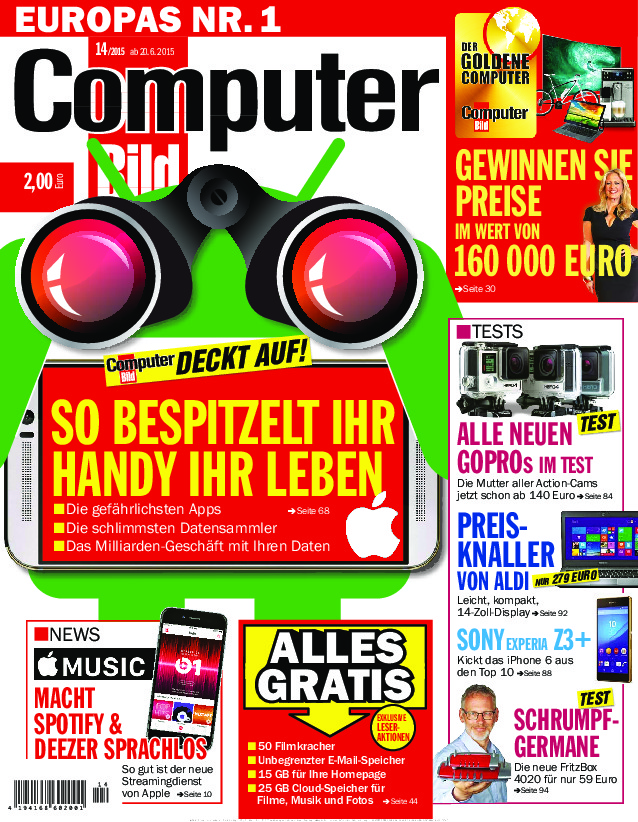 EUROPAS NR. 1
14/2015 ab 20.6.2015
Computer
Bild
2,00 Euro
DER
GOLDENE
COMPUTER
Computer
Bild
GEWINNEN SIE
PREISE
IM WERT VON
160 000 EURO
➔Seite 30
Computer
Bild
DECKT AUF!
SO BESPITZELT IHR
HANDY IHR LEBEN
■Die gefährlichsten Apps ➔Seite 68
■Die schlimmsten Datensammler
■Das Milliarden-Geschäft mit Ihren Daten
■TESTS
TEST
ALLE NEUEN
GOPROS IM TEST
Die Mutter aller Action-Cams
jetzt schon ab 140 Euro ➔Seite 84
PREIS-
KNALLER
VON ALDI
NUR 279 EURO
Leicht, kompakt,
14-Zoll-Display ➔Seite 92
SONY EXPERIA Z3+
Kickt das iPhone 6 aus
den Top 10 ➔Seite 88
TEST
SCHRUMPF-
GERMANE
Die neue FritzBox
4020 für nur 59 Euro
➔Seite 94
■NEWS
MUSIC
MACHT
SPOTIFY &
DEEZER SPRACHLOS
So gut ist der neue
Streamingdienst
von Apple ➔Seite 10
ALLES
GRATIS
EXKLUSIVE
LESER-
AKTIONEN
■ 50 Filmkracher
■ Unbegrenzter E-Mail-Speicher
■ 15 GB für Ihre Homepage
■ 25 GB Cloud-Speicher für
Filme, Musik und Fotos ➔Seite 44
14
4 194168 602001